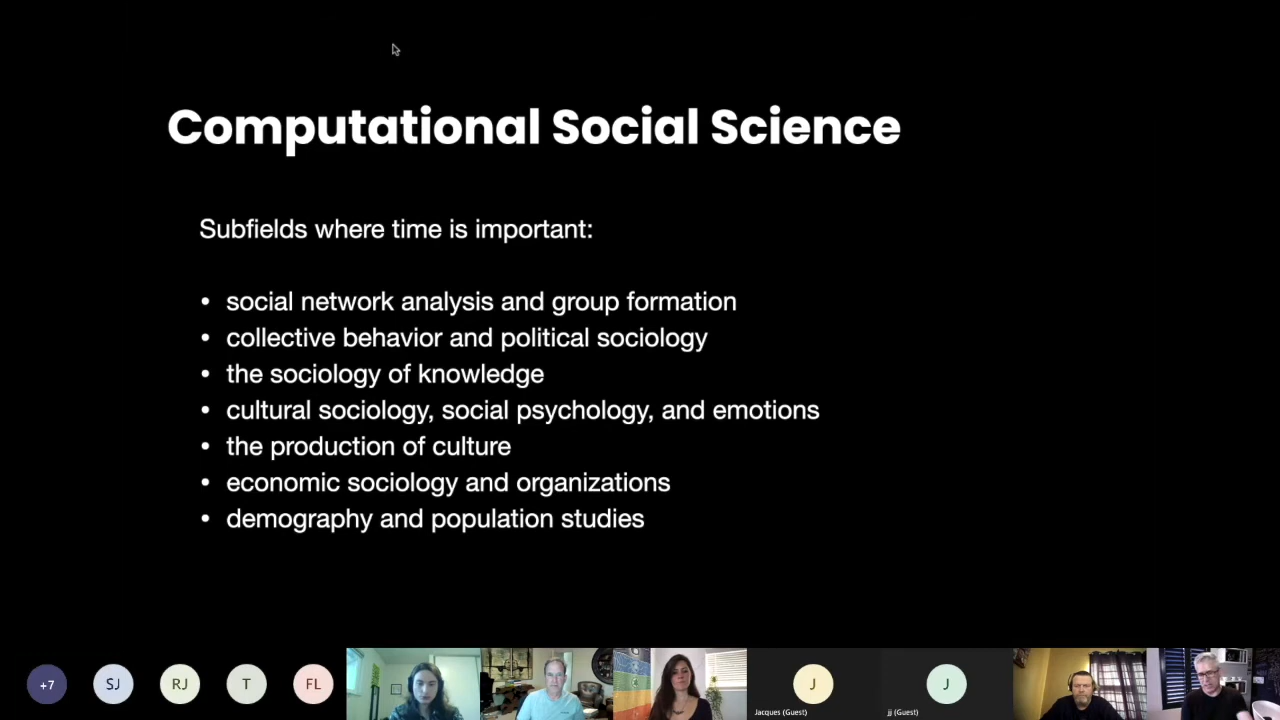 Computational Social Science
Subfields where time is important:
• social network analysis and group formation
• collective behavior and political sociology
• the sociology of knowledge
• cultural sociology, social psychology, and emotions
• the production of culture
• economic sociology and organizations
• demography and population studies
+7
SJ
RJ
T
FL
J
Jacques (Guest)
J
jj (Guest)